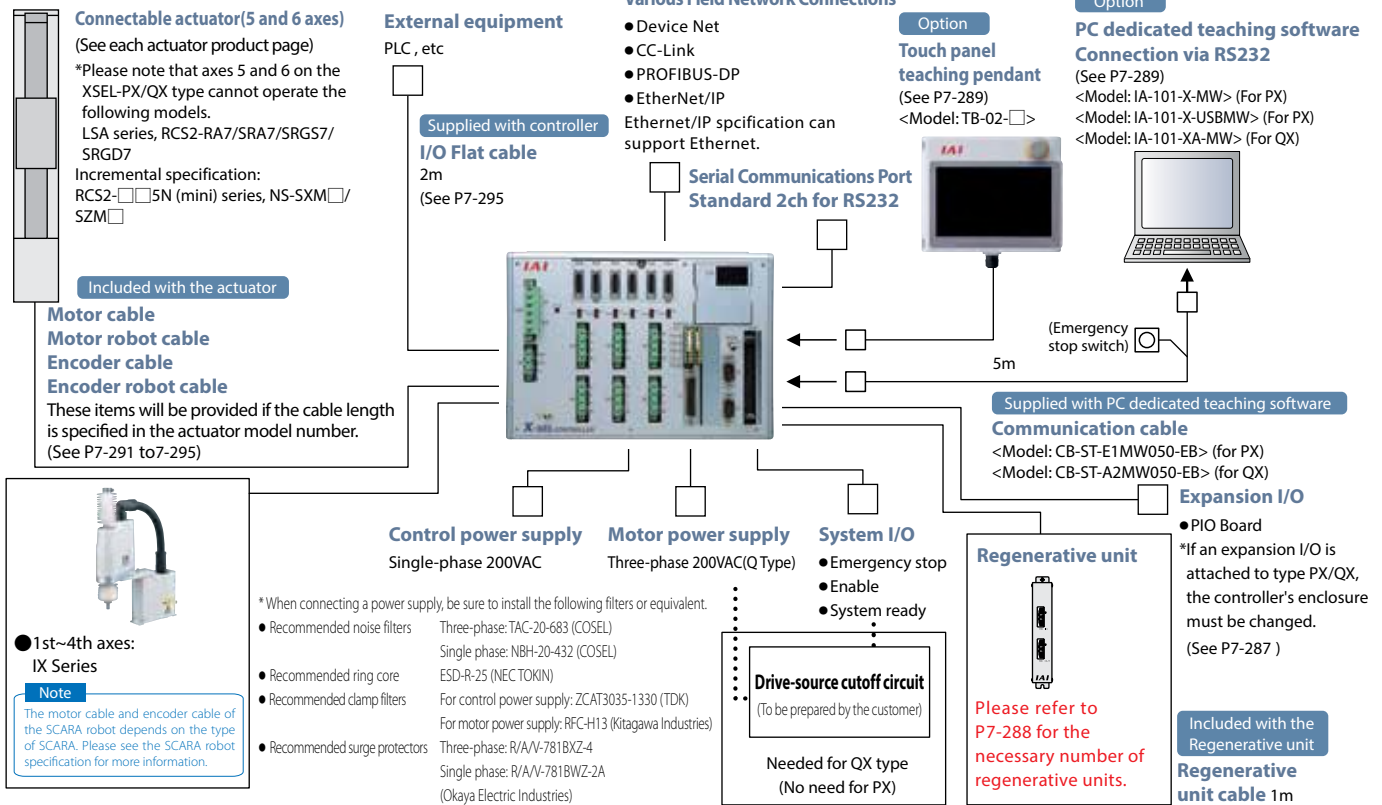 Connectable actuator(5 and 6 axes)
(See each actuator product page)
*Please note that axes 5 and 6 on the
XSEL-PX/QX type cannot operate the
following models.
LSA series, RCS2-RA7/SRA7/SRGS7/
SRGD7
Incremental specification:
RCS2-□□5N (mini) series, NS-SXM□/
SZM□
Included with the actuator
Motor cable
Motor robot cable
Encoder cable
Encoder robot cable
These items will be provided if the cable length
is specified in the actuator model number.
(See P7-291 to7-295)
External equipment
PLC , etc
Supplied with controller
I/O Flat cable
2m
(See P7-295
Various Field Network Connections
●Device Net
●CC-Link
●PROFIBUS-DP
●EtherNet/IP
Ethernet/IP spcification can
support Ethernet.
Serial Communications Port
Standard 2ch for RS232
Option
Touch panel
teaching pendant
(See P7-289)
<Model: TB-02-□>
IAI
Option
PC dedicated teaching software
Connection via RS232
(See P7-289)
<Model: IA-101-X-MW> (For PX)
<Model: IA-101-X-USBMW> (For PX)
<Model: IA-101-XA-MW> (For QX)
(Emergency
stop switch)
5m
Supplied with PC dedicated teaching software
Communication cable
<Model: CB-ST-E1MW050-EB> (for PX)
<Model: CB-ST-A2MW050-EB> (for QX)
IAI
X-SEL CONTROLLER
●1st~4th axes:
IX Series
Note
The motor cable and encoder cable of
the SCARA robot depends on the type
of SCARA. Please see the SCARA robot
specification for more information.
Control power supply
Single-phase 200VAC
Motor power supply
Three-phase 200VAC(Q Type)
System I/O
●Emergency stop
●Enable
●System ready
* When connecting a power supply, be sure to install the following filters or equivalent.
● Recommended noise filters Three-phase: TAC-20-683 (COSEL)
Single phase: NBH-20-432 (COSEL)
● Recommended ring core ESD-R-25 (NEC TOKIN)
● Recommended clamp filters For control power supply: ZCAT3035-1330 (TDK)
For motor power supply: RFC-H13 (Kitagawa Industries)
● Recommended surge protectors Three-phase: R/A/V-781BXZ-4
Single phase: R/A/V-781BWZ-2A
(Okaya Electric Industries)
Drive-source cutoff circuit
(To be prepared by the customer)
Needed for QX type
(No need for PX)
Regenerative unit
IAI
Please refer to
P7-288 for the
necessary number of
regenerative units.
Expansion I/O
●PIO Board
*If an expansion I/O is
attached to type PX/QX,
the controller's enclosure
must be changed.
(See P7-287 )
Included with the
Regenerative unit
Regenerative
unit cable 1m